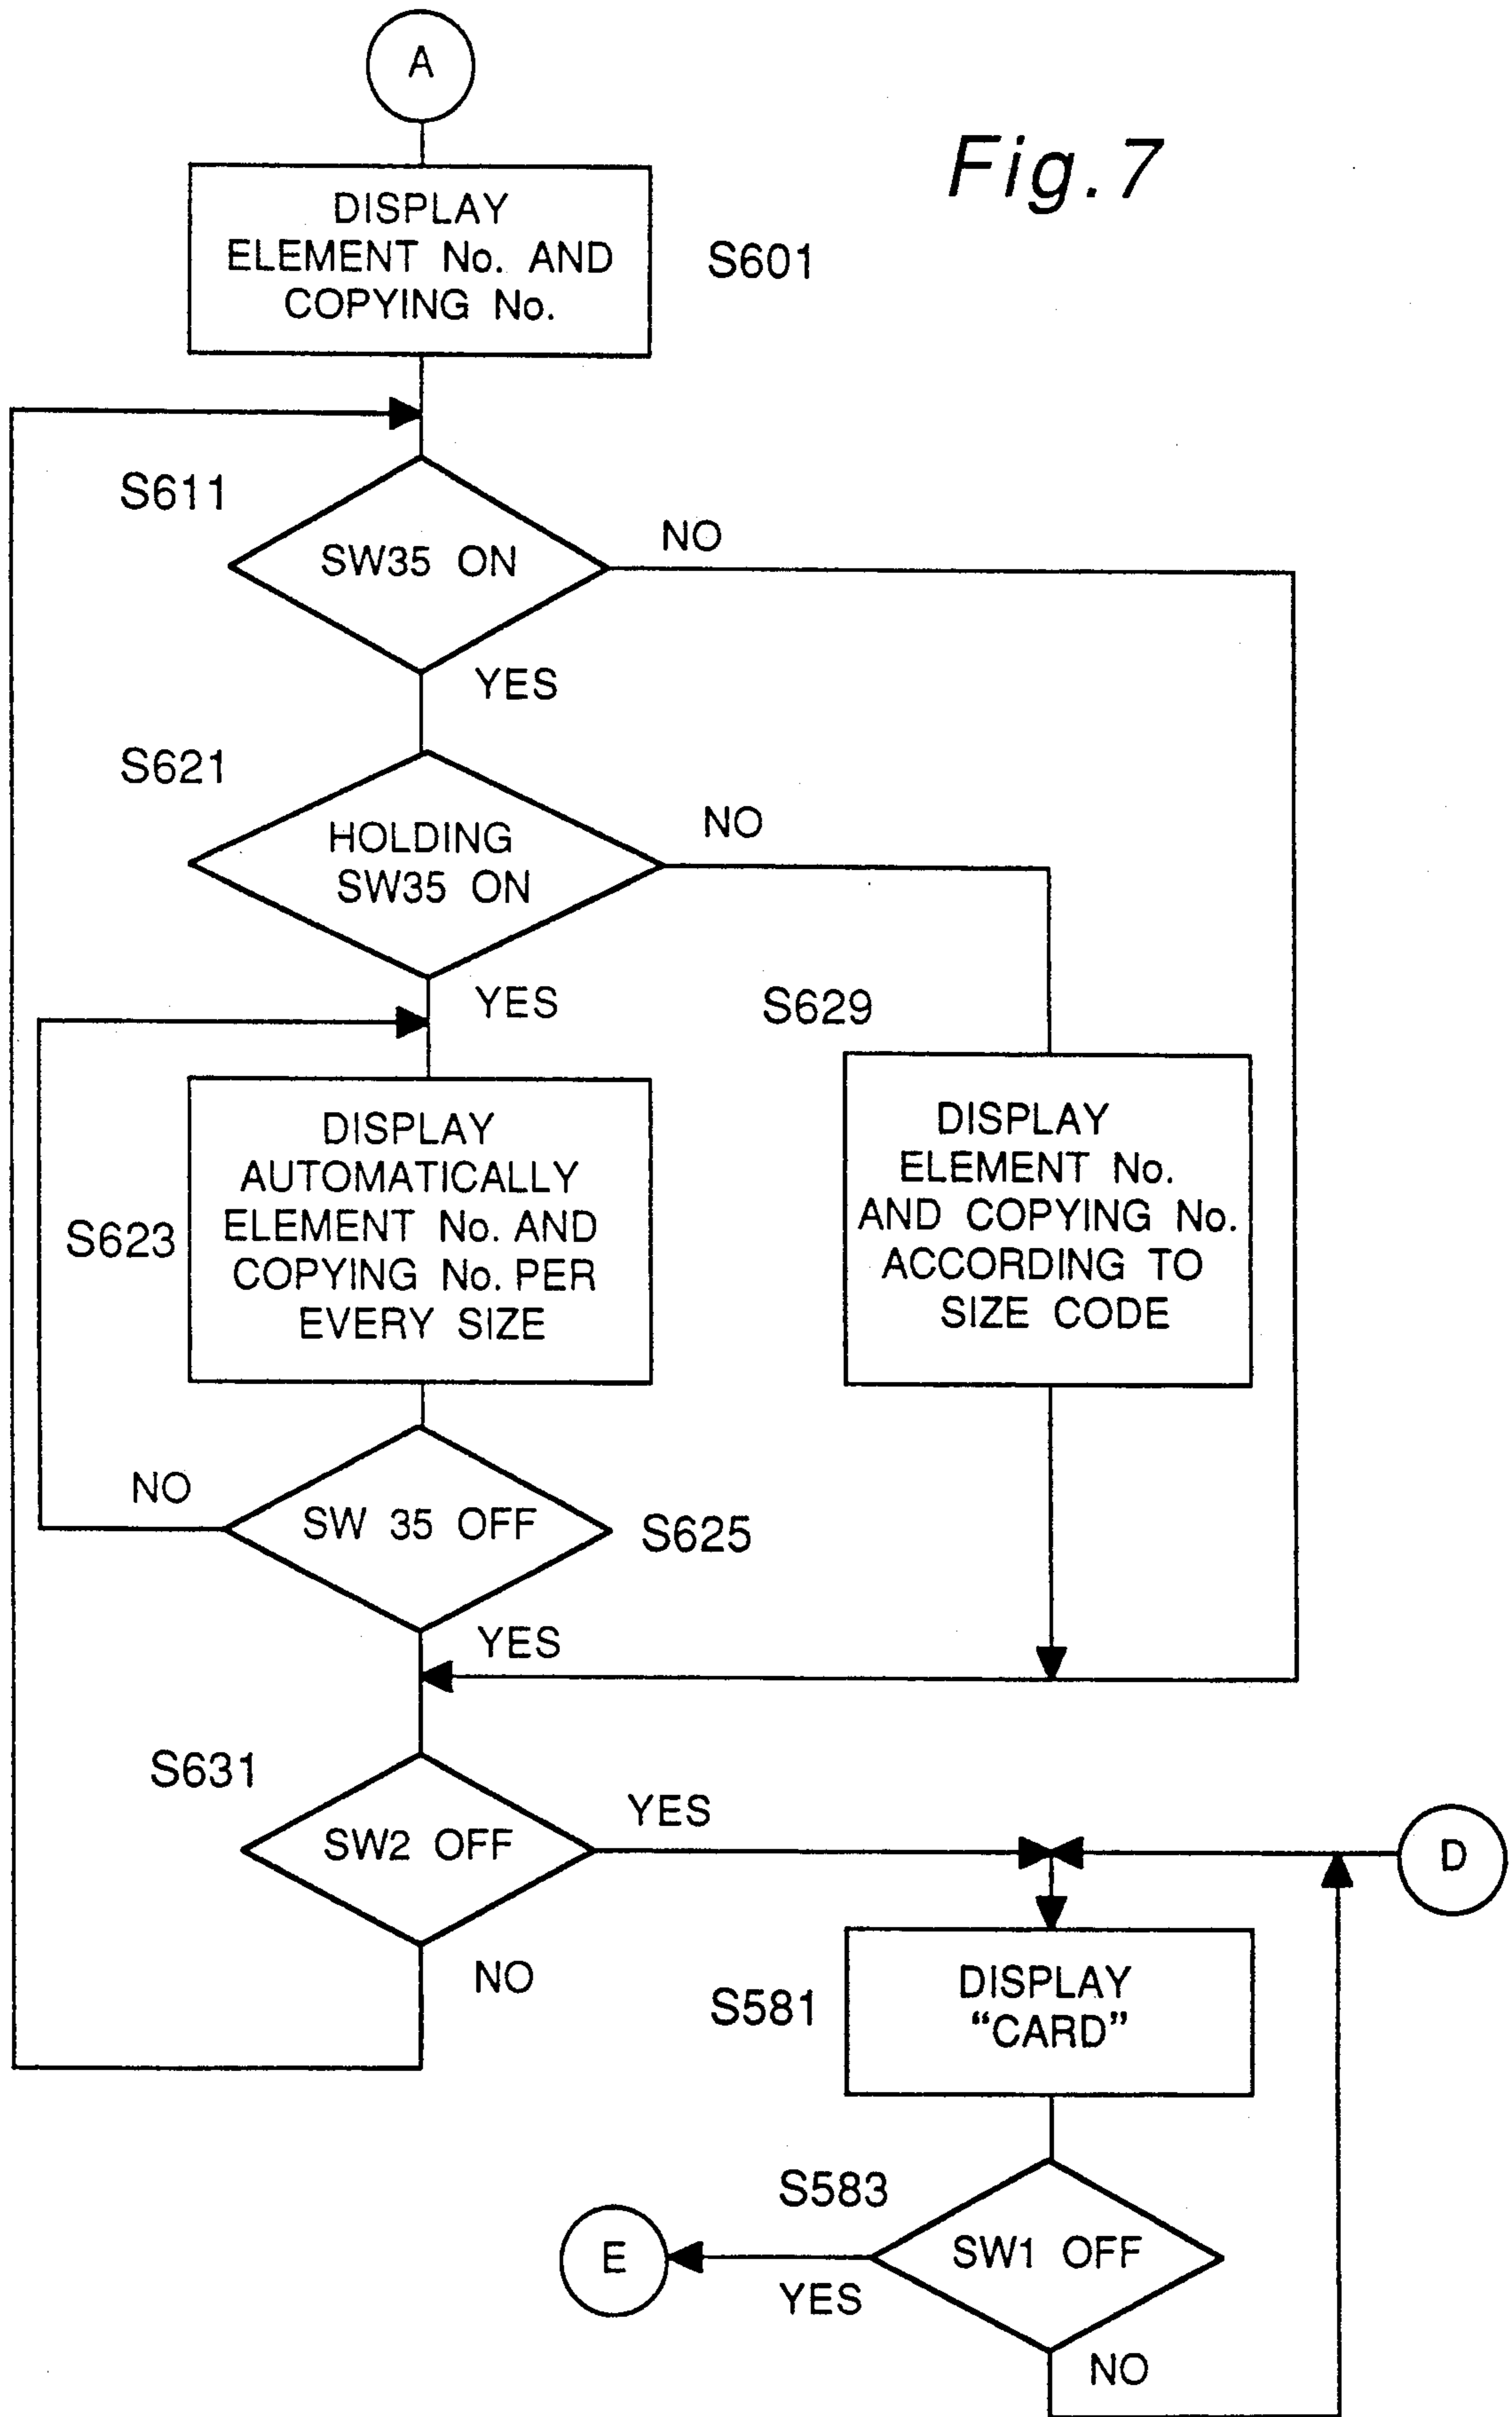 A
Fig. 7
DISPLAY
ELEMENT No. AND
COPYING No.
S601
S611
SW35 ON
NO
YES
S621
HOLDING
SW35 ON
NO
YES
S629
S623
DISPLAY
AUTOMATICALLY
ELEMENT No. AND
COPYING No. PER
EVERY SIZE
DISPLAY
ELEMENT No.
AND COPYING No.
ACCORDING TO
SIZE CODE
NO
SW 35 OFF
S625
YES
S631
SW2 OFF
YES
D
NO
S581
DISPLAY
“CARD”
S583
SW1 OFF
E
YES
NO